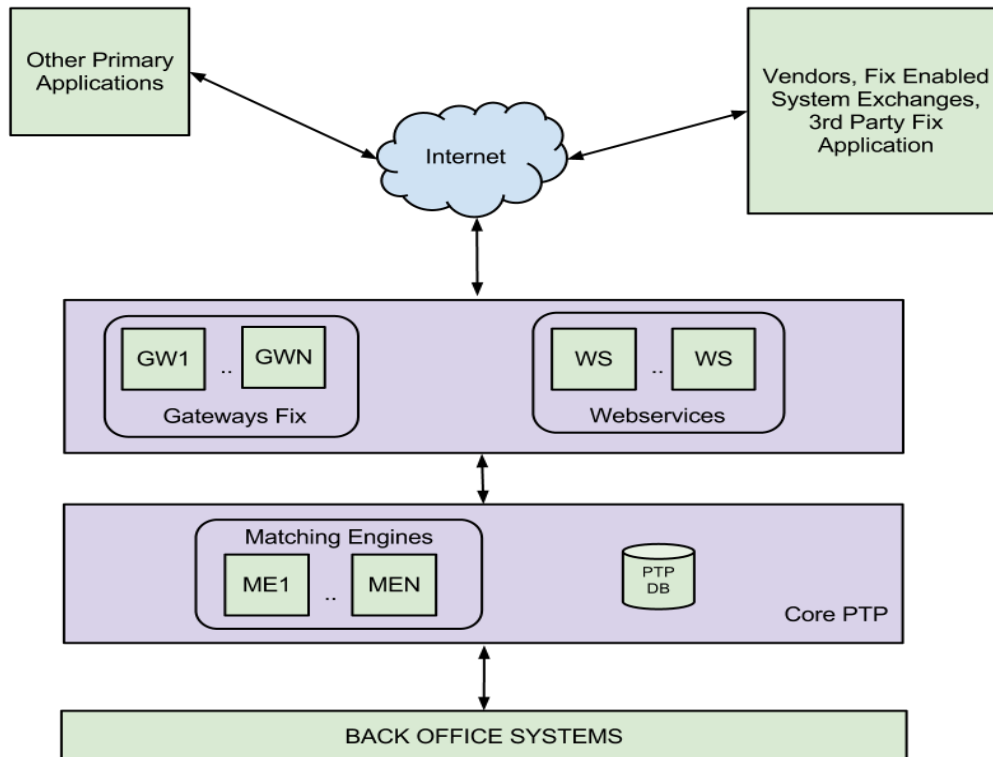 Other Primary
Applications
Vendors, Fix Enabled
System Exchanges,
3rd Party Fix
Application
Internet
GW1
..
GWN
Gateways Fix
WS
..
WS
Webservices
Matching Engines
ME1
..
MEN
PTP
DB
Core PTP
BACK OFFICE SYSTEMS